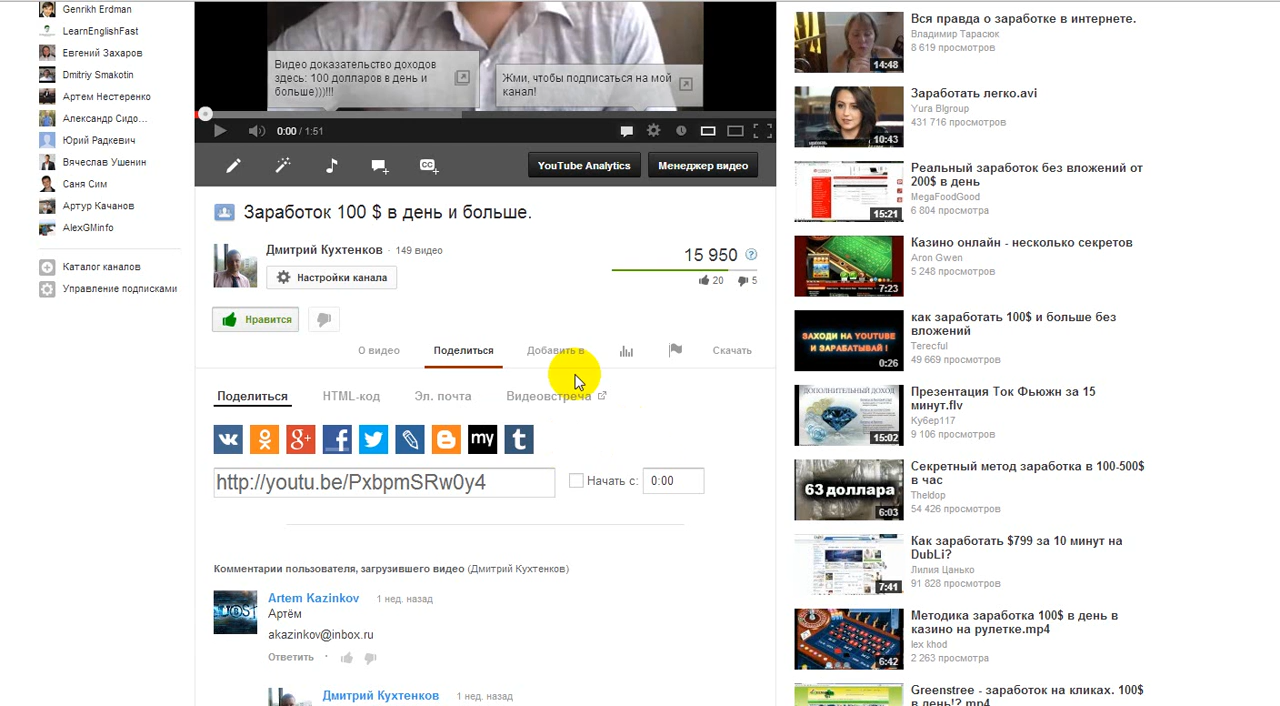 Genrikh Erdman
LearnEnglishFast
Евгений Захаров
Dmitriy Smakotin
Артем Нестеренко
Александр Сидо...
Юрий Радкевич
Вячеслав Ушенин
Саня Сим
Артур Качанов
AlexGMinfo
Каталог каналов
Управление подписками
Видео доказательство доходов
здесь: 100 долларов в день и
больше)))!!!
Жми, чтобы подписаться на мой
канал!
0:00 / 1:51
CC
YouTube Analytics
Менеджер видео
Заработок 100 $ в день и больше.
Дмитрий Кухтенков · 149 видео
Настройки канала
15 950
20 5
Нравится
О видео Поделиться Добавить в Скачать
Поделиться HTML-код Эл. почта Видеовстреча
http://youtu.be/PxbpmSRw0y4
Начать с: 0:00
Комментарии пользователя, загрузившего видео (Дмитрий Кухтенков)
Artem Kazinkov 1 нед. назад
Артём
akazinkov@inbox.ru
Ответить ·
Дмитрий Кухтенков 1 нед. назад
Вся правда о заработке в интернете.
Владимир Тарасюк
8 619 просмотров
14:48
Заработать легко.avi
Yura Blgroup
431 716 просмотров
10:43
Реальный заработок без вложений от
200$ в день
MegaFoodGood
6 804 просмотра
15:21
Казино онлайн - несколько секретов
Aron Gwen
5 248 просмотров
7:23
как заработать 100$ и больше без
вложений
Terecful
49 669 просмотров
ЗАХОДИ НА YOUTUBE
И ЗАРАБАТЫВАЙ !
0:26
Презентация Ток Фьюжн за 15
минут.flv
Кубер117
9 106 просмотров
ДОПОЛНИТЕЛЬНЫЙ ДОХОД
15:02
Секретный метод заработка в 100-500$
в час
Theldop
54 426 просмотров
63 доллара
6:03
Как заработать $799 за 10 минут на
DubLi?
Лилия Цанько
91 828 просмотров
7:41
Методика заработка 100$ в день в
казино на рулетке.mp4
lex khod
2 263 просмотра
6:42
Greenstree - заработок на кликах. 100$
в день!?.mp4